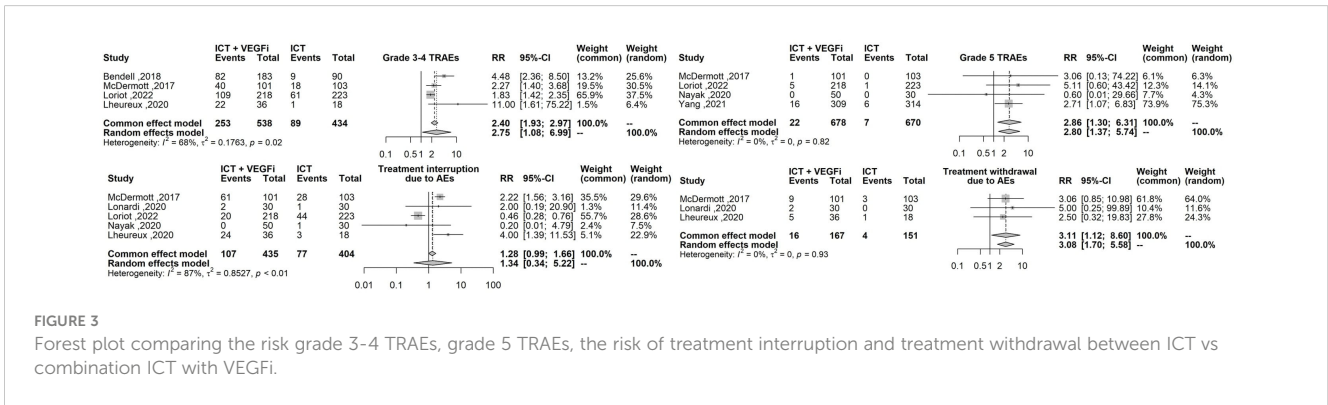 ICT + VEGFi ICT Weight Weight
Study Events Total Events Total Grade 3-4 TRAEs RR 95%-CI (common) (random)
Bendell ,2018 82 183 9 90 4.48 [2.36; 8.50] 13.2% 25.6%
McDermott ,2017 40 101 18 103 2.27 [1.40; 3.68] 19.5% 30.5%
Loriot ,2022 109 218 61 223 1.83 [1.42; 2.35] 65.9% 37.5%
Lheureux ,2020 22 36 1 18 11.00 [1.61; 75.22] 1.5% 6.4%
Common effect model 253 538 89 434 2.40 [1.93; 2.97] 100.0% --
Random effects model 2.75 [1.08; 6.99] -- 100.0%
Heterogeneity: I² = 68%, τ² = 0.1763, p = 0.02
0.1 0.5 1 2 10
ICT + VEGFi ICT Weight Weight
Study Events Total Events Total Grade 5 TRAEs RR 95%-CI (common) (random)
McDermott ,2017 1 101 0 103 3.06 [0.13; 74.22] 6.1% 6.3%
Loriot ,2022 5 218 1 223 5.11 [0.60; 43.42] 12.3% 14.1%
Nayak ,2020 0 50 0 30 0.60 [0.01; 29.66] 7.7% 4.3%
Yang ,2021 16 309 6 314 2.71 [1.07; 6.83] 73.9% 75.3%
Common effect model 22 678 7 670 2.86 [1.30; 6.31] 100.0% --
Random effects model 2.80 [1.37; 5.74] -- 100.0%
Heterogeneity: I² = 0%, τ² = 0, p = 0.82
0.1 0.5 1 2 10
ICT + VEGFi ICT Treatment interruption Weight Weight
Study Events Total Events Total due to AEs RR 95%-CI (common) (random)
McDermott ,2017 61 101 28 103 2.22 [1.56; 3.16] 35.5% 29.6%
Lonardi ,2020 2 30 1 30 2.00 [0.19; 20.90] 1.3% 11.4%
Loriot ,2022 20 218 44 223 0.46 [0.28; 0.76] 55.7% 28.6%
Nayak ,2020 0 50 1 30 0.20 [0.01; 4.79] 2.4% 7.5%
Lheureux ,2020 24 36 3 18 4.00 [1.39; 11.53] 5.1% 22.9%
Common effect model 107 435 77 404 1.28 [0.99; 1.66] 100.0% --
Random effects model 1.34 [0.34; 5.22] -- 100.0%
Heterogeneity: I² = 87%, τ² = 0.8527, p < 0.01
0.01 0.1 1 10 100
ICT + VEGFi ICT Treatment withdrawal Weight Weight
Study Events Total Events Total due to AEs RR 95%-CI (common) (random)
McDermott ,2017 9 101 3 103 3.06 [0.85; 10.98] 61.8% 64.0%
Lonardi ,2020 2 30 0 30 5.00 [0.25; 99.89] 10.4% 11.6%
Lheureux ,2020 5 36 1 18 2.50 [0.32; 19.83] 27.8% 24.3%
Common effect model 16 167 4 151 3.11 [1.12; 8.60] 100.0% --
Random effects model 3.08 [1.70; 5.58] -- 100.0%
Heterogeneity: I² = 0%, τ² = 0, p = 0.93
0.1 0.51 2 10
FIGURE 3
Forest plot comparing the risk grade 3-4 TRAEs, grade 5 TRAEs, the risk of treatment interruption and treatment withdrawal between ICT vs
combination ICT with VEGFi.